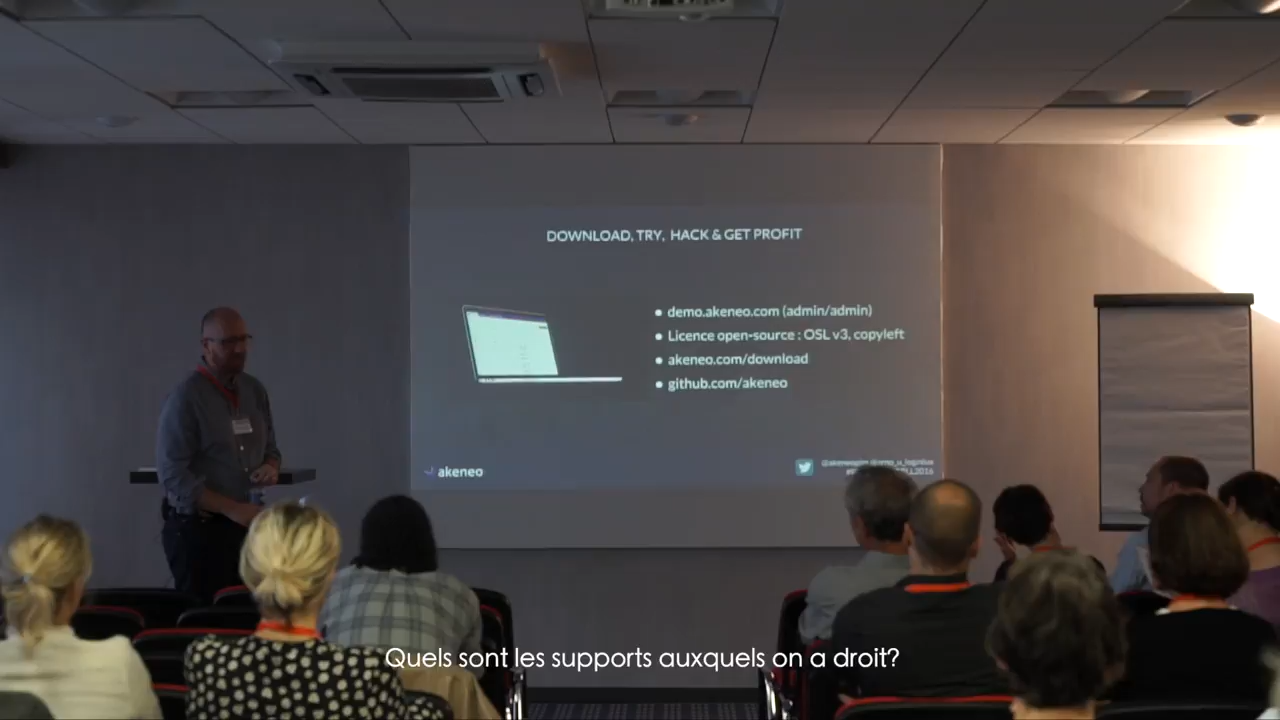 DOWNLOAD, TRY, HACK & GET PROFIT
• demo.akeneo.com (admin/admin)
• Licence open-source : OSL v3, copyleft
• akeneo.com/download
• github.com/akeneo
akeneo
Quels sont les supports auxquels on a droit?